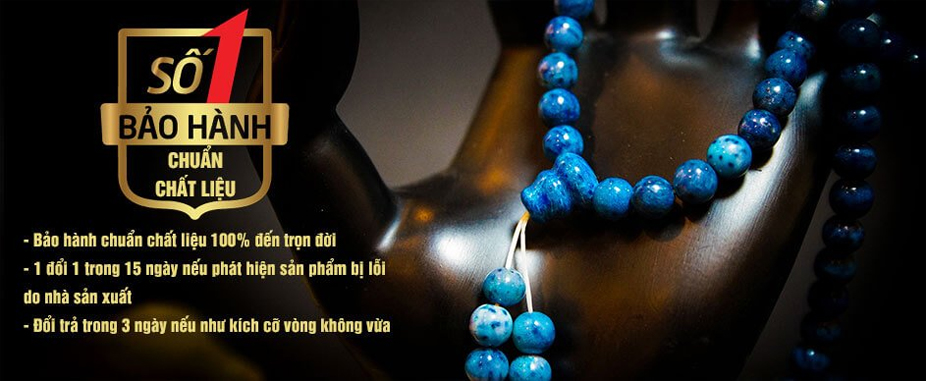 SỐ 1
BẢO HÀNH
CHUẨN
CHẤT LIỆU
- Bảo hành chuẩn chất liệu 100% đến trọn đời
- 1 đổi 1 trong 15 ngày nếu phát hiện sản phẩm bị lỗi
do nhà sản xuất
- Đổi trả trong 3 ngày nếu như kích cỡ vòng không vừa